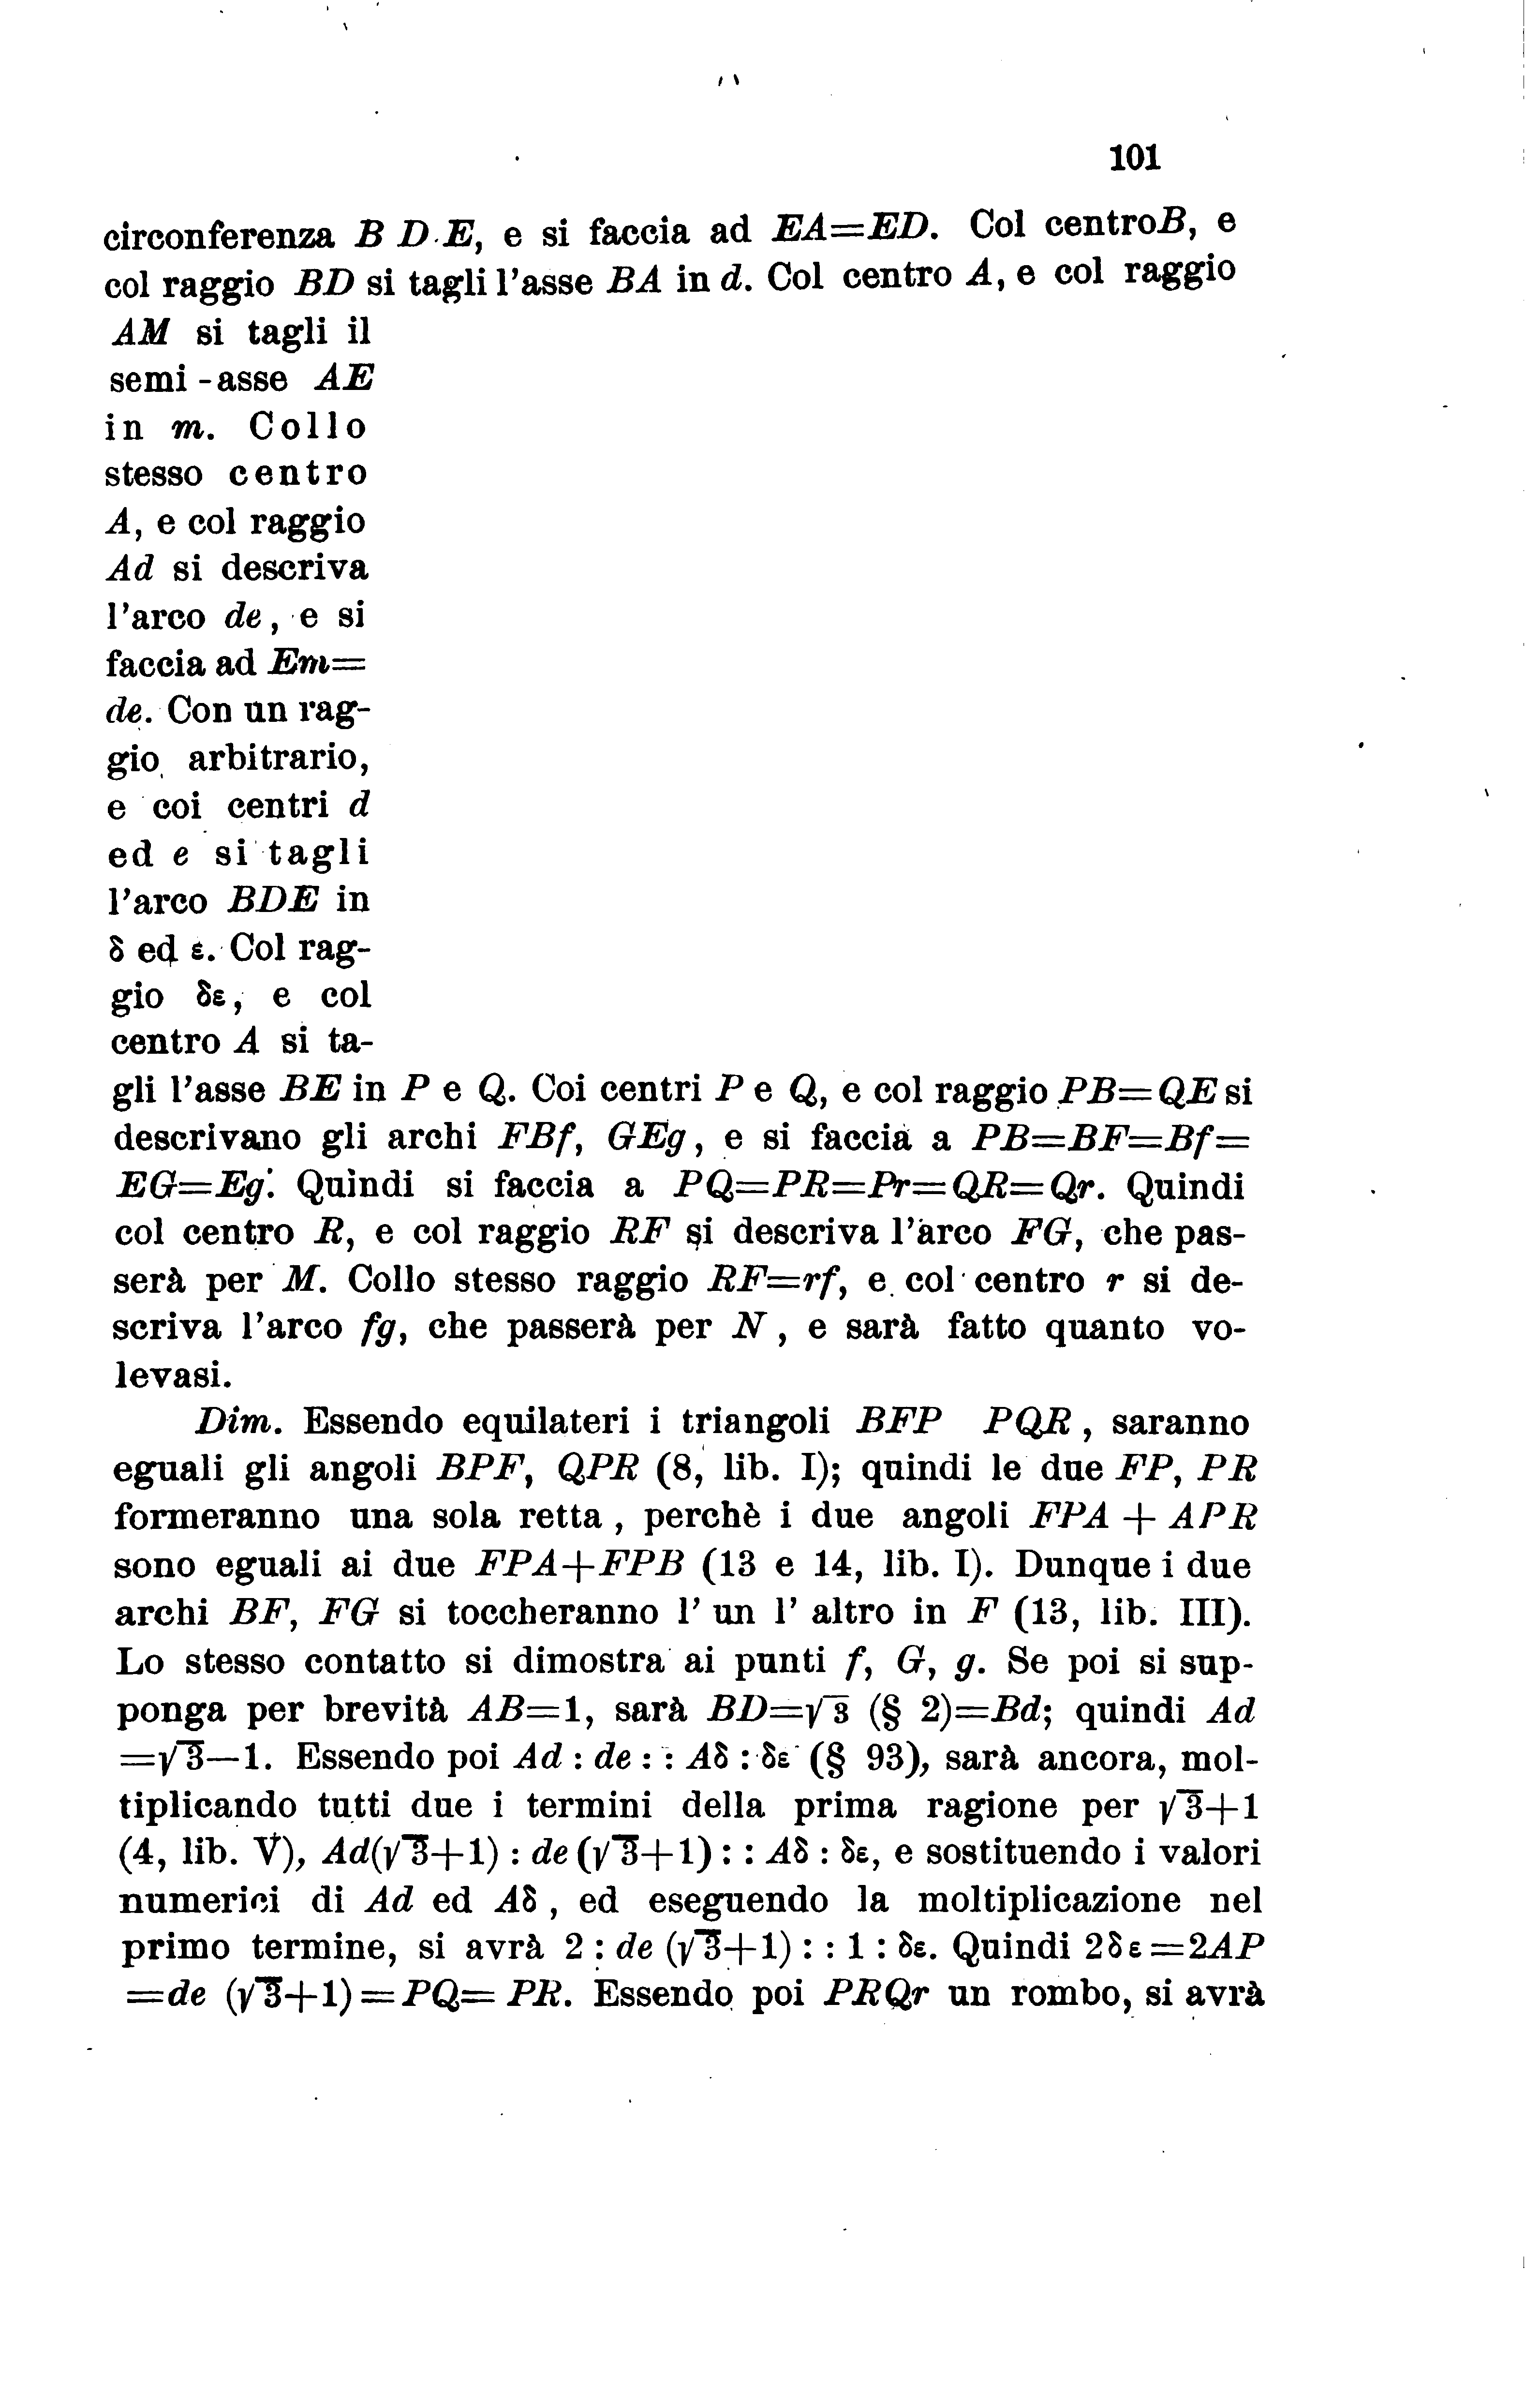 101
circonferenza B D E, e si faccia ad EA=ED. Col centroB, e
col raggio BD si tagli l'asse BA in d. Col centro A, e col raggio
AM si tagli il
semi-asse AE
in m. Collo
stesso centro
A, e col raggio
Ad si descriva
l'arco de, e si
faccia ad Em=
de. Con un rag-
gio arbitrario,
e coi centri d
ed e si tagli
l'arco BDE in
δ ed ε. Col rag-
gio δε, e col
centro A si ta-
gli l'asse BE in P e Q. Coi centri P e Q, e col raggio PB=QE si
descrivano gli archi FBf, GEg, e si faccia a PB=BF=Bf=
EG=Eg. Quindi si faccia a PQ=PR=Pr=QR=Qr. Quindi
col centro R, e col raggio RF si descriva l'arco FG, che pas-
serà per M. Collo stesso raggio RF=rf, e col centro r si de-
scriva l'arco fg, che passerà per N, e sarà fatto quanto vo-
levasi.
Dim. Essendo equilateri i triangoli BFP PQR, saranno
eguali gli angoli BPF, QPR (8, lib. I); quindi le due FP, PR
formeranno una sola retta, perchè i due angoli FPA + APR
sono eguali ai due FPA+FPB (13 e 14, lib. I). Dunque i due
archi BF, FG si toccheranno l' un l' altro in F (13, lib. III).
Lo stesso contatto si dimostra ai punti f, G, g. Se poi si sup-
ponga per brevità AB=1, sarà BD=√3 (§ 2)=Bd; quindi Ad
=√3—1. Essendo poi Ad : de : : Aδ : δε (§ 93), sarà ancora, mol-
tiplicando tutti due i termini della prima ragione per √3+1
(4, lib. V), Ad(√3+1) : de (√3+1) : : Aδ : δε, e sostituendo i valori
numerici di Ad ed Aδ, ed eseguendo la moltiplicazione nel
primo termine, si avrà 2 : de (√3+1) : : 1 : δε. Quindi 2δε=2AP
=de (√3+1)=PQ=PR. Essendo poi PRQr un rombo, si avrà